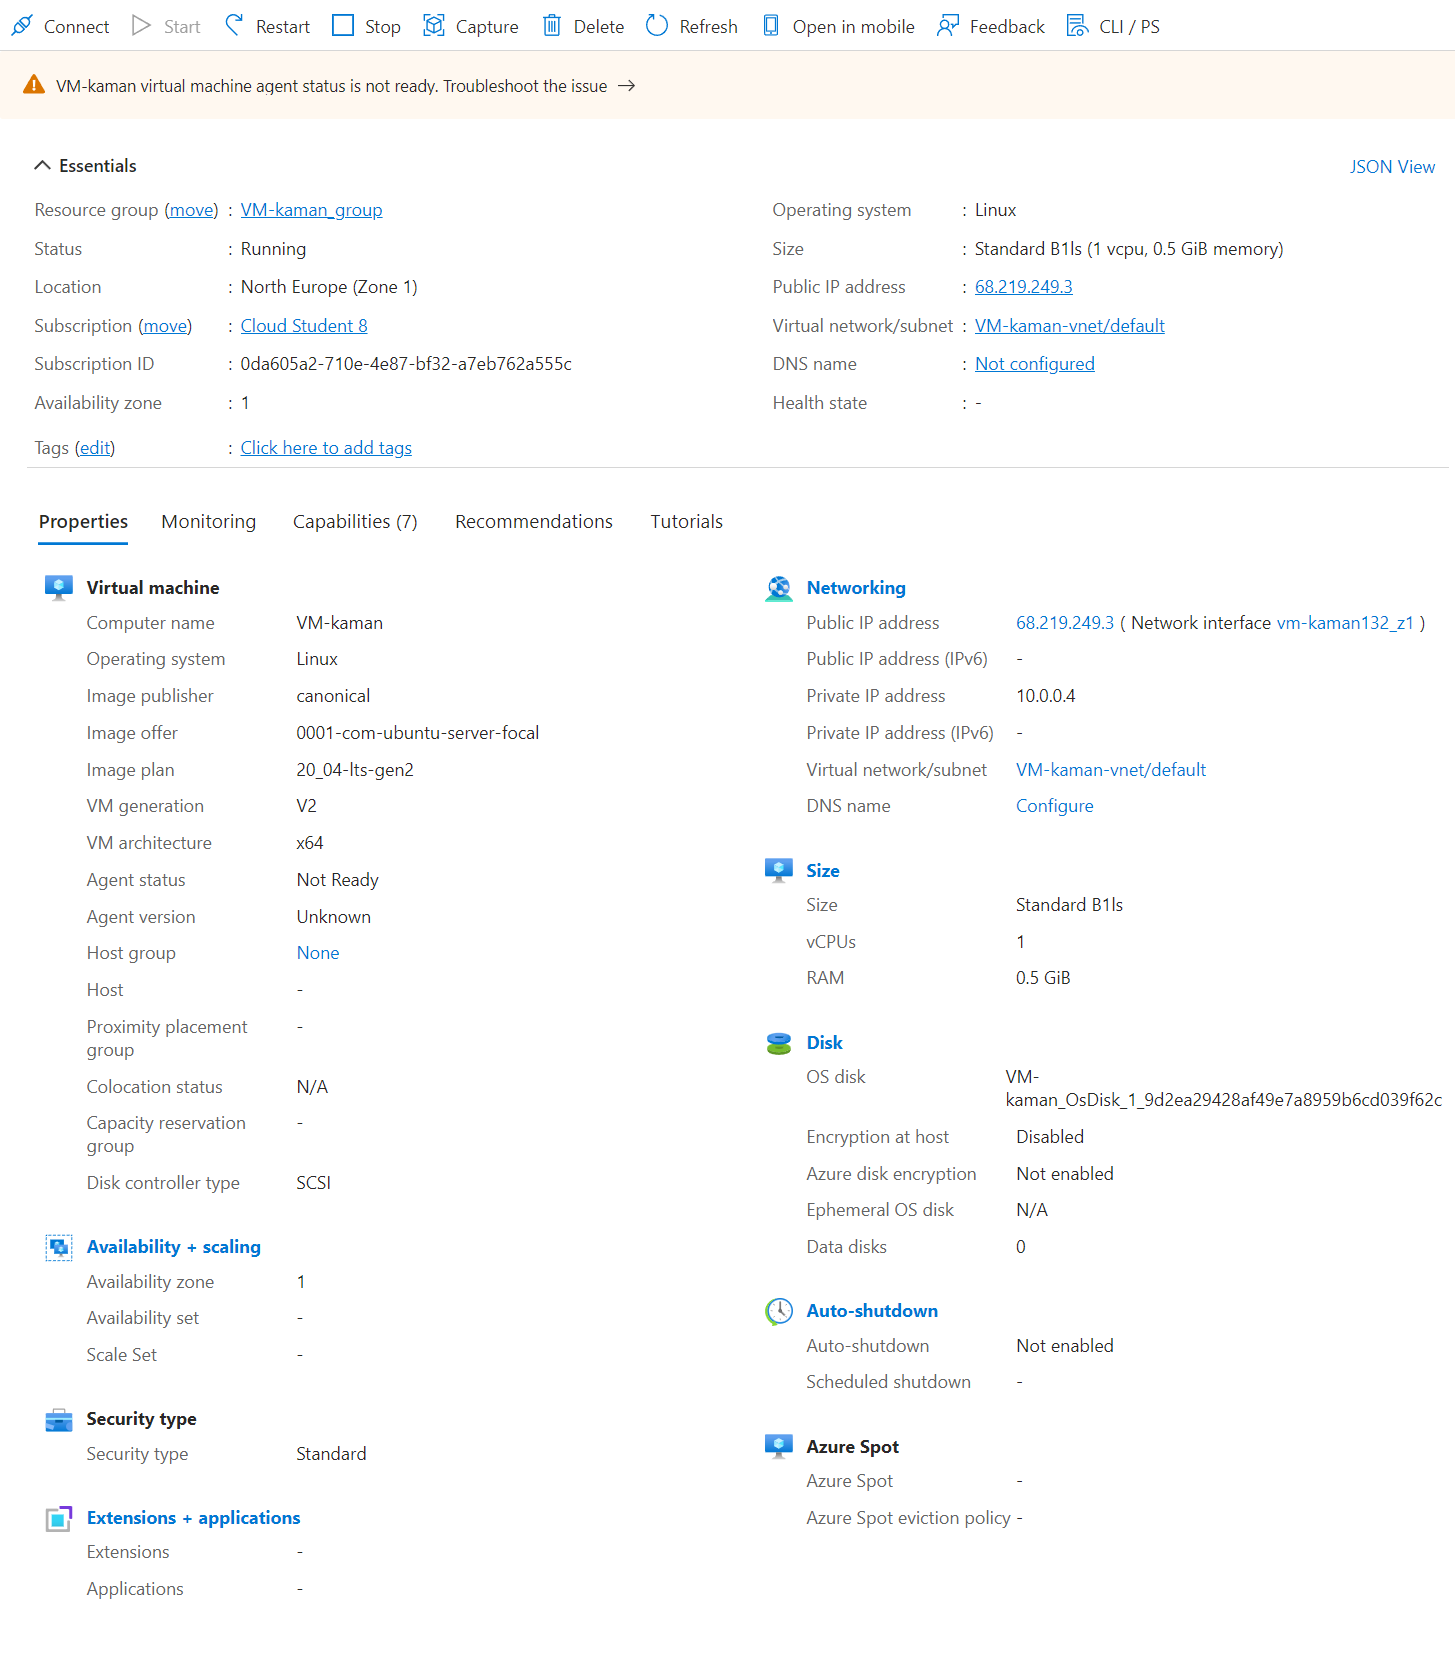 Connect Start Restart Stop Capture Delete Refresh Open in mobile Feedback CLI / PS
VM-kaman virtual machine agent status is not ready. Troubleshoot the issue →
Essentials
JSON View
Resource group (move) : VM-kaman_group
Status : Running
Location : North Europe (Zone 1)
Subscription (move) : Cloud Student 8
Subscription ID : 0da605a2-710e-4e87-bf32-a7eb762a555c
Availability zone : 1
Tags (edit) : Click here to add tags
Operating system : Linux
Size : Standard B1ls (1 vcpu, 0.5 GiB memory)
Public IP address : 68.219.249.3
Virtual network/subnet : VM-kaman-vnet/default
DNS name : Not configured
Health state : -
Properties Monitoring Capabilities (7) Recommendations Tutorials
Virtual machine
Computer name VM-kaman
Operating system Linux
Image publisher canonical
Image offer 0001-com-ubuntu-server-focal
Image plan 20_04-lts-gen2
VM generation V2
VM architecture x64
Agent status Not Ready
Agent version Unknown
Host group None
Host -
Proximity placement -
group
Colocation status N/A
Capacity reservation -
group
Disk controller type SCSI
Availability + scaling
Availability zone 1
Availability set -
Scale Set -
Security type
Security type Standard
Extensions + applications
Extensions -
Applications -
Networking
Public IP address 68.219.249.3 ( Network interface vm-kaman132_z1 )
Public IP address (IPv6) -
Private IP address 10.0.0.4
Private IP address (IPv6) -
Virtual network/subnet VM-kaman-vnet/default
DNS name Configure
Size
Size Standard B1ls
vCPUs 1
RAM 0.5 GiB
Disk
OS disk VM-
kaman_OsDisk_1_9d2ea29428af49e7a8959b6cd039f62c
Encryption at host Disabled
Azure disk encryption Not enabled
Ephemeral OS disk N/A
Data disks 0
Auto-shutdown
Auto-shutdown Not enabled
Scheduled shutdown -
Azure Spot
Azure Spot -
Azure Spot eviction policy -